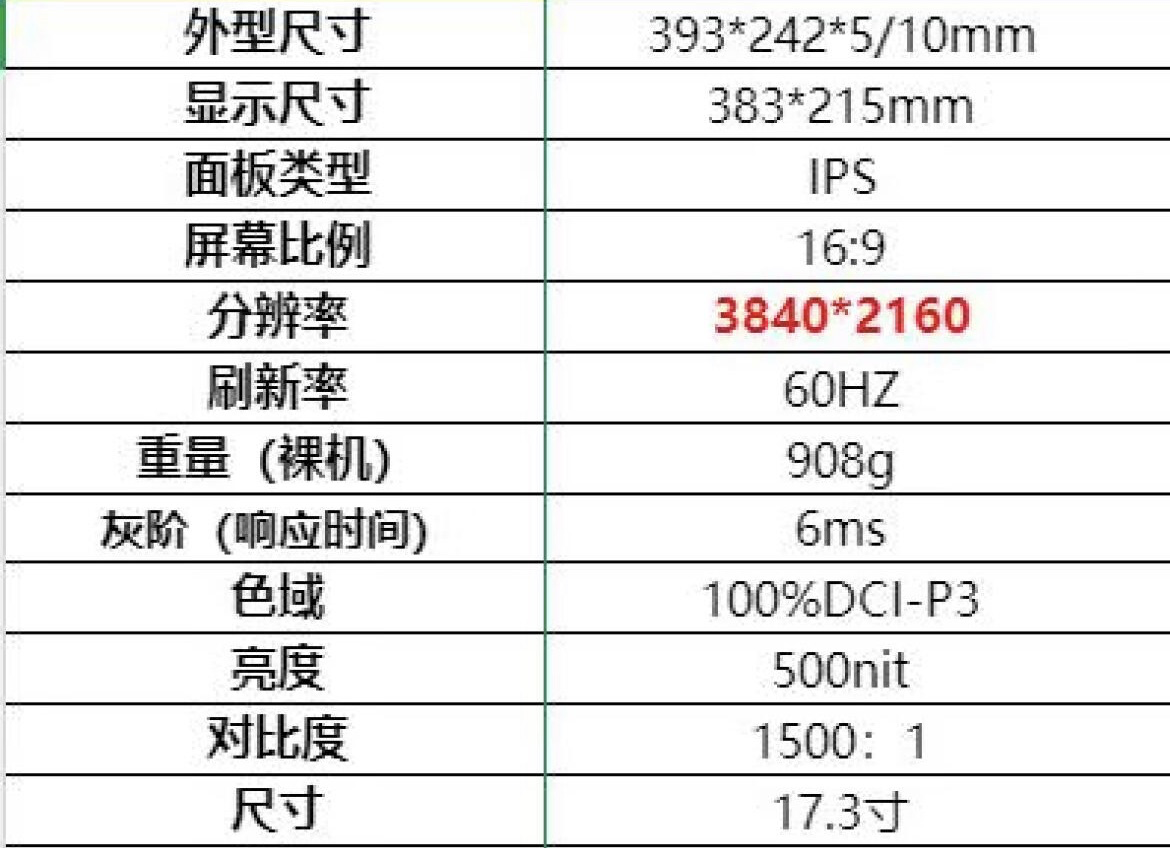 外型尺寸 393*242*5/10mm
显示尺寸 383*215mm
面板类型 IPS
屏幕比例 16:9
分辨率 3840*2160
刷新率 60HZ
重量（裸机） 908g
灰阶（响应时间） 6ms
色域 100%DCI-P3
亮度 500nit
对比度 1500：1
尺寸 17.3寸